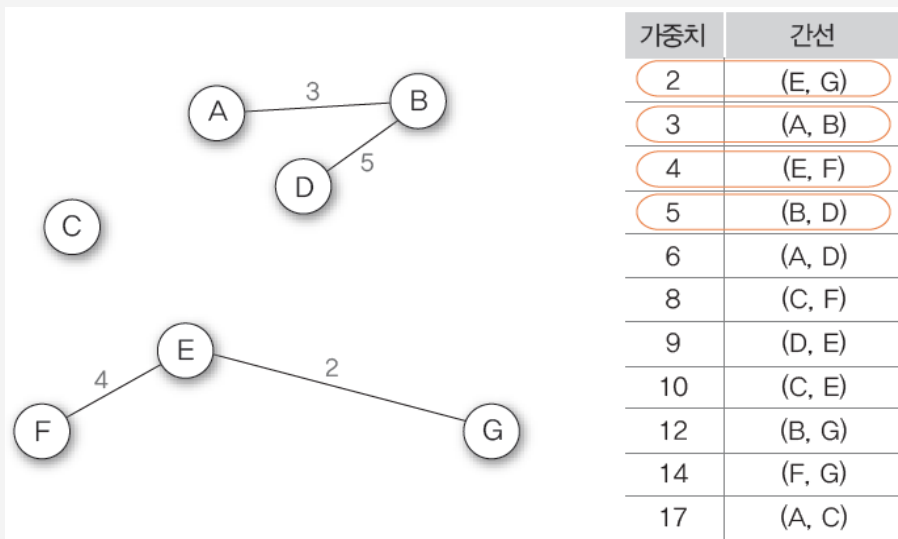 A
3
B
D
5
C
E
4
2
F
G
가중치 간선
2 (E, G)
3 (A, B)
4 (E, F)
5 (B, D)
6 (A, D)
8 (C, F)
9 (D, E)
10 (C, E)
12 (B, G)
14 (F, G)
17 (A, C)